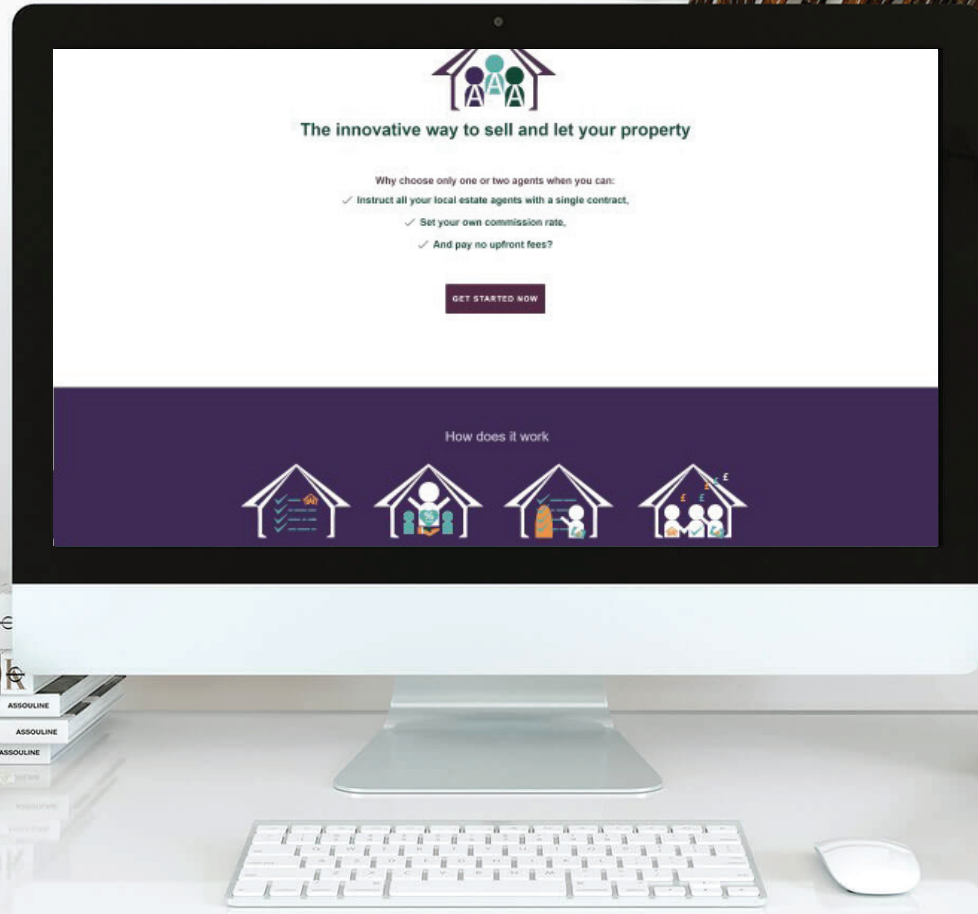 AAA
The innovative way to sell and let your property
Why choose only one or two agents when you can:
✓ Instruct all your local estate agents with a single contract,
✓ Set your own commission rate,
✓ And pay no upfront fees?
GET STARTED NOW
How does it work
%
£ £ £ £
k
ASSOULINE
ASSOULINE
ASSOULINE